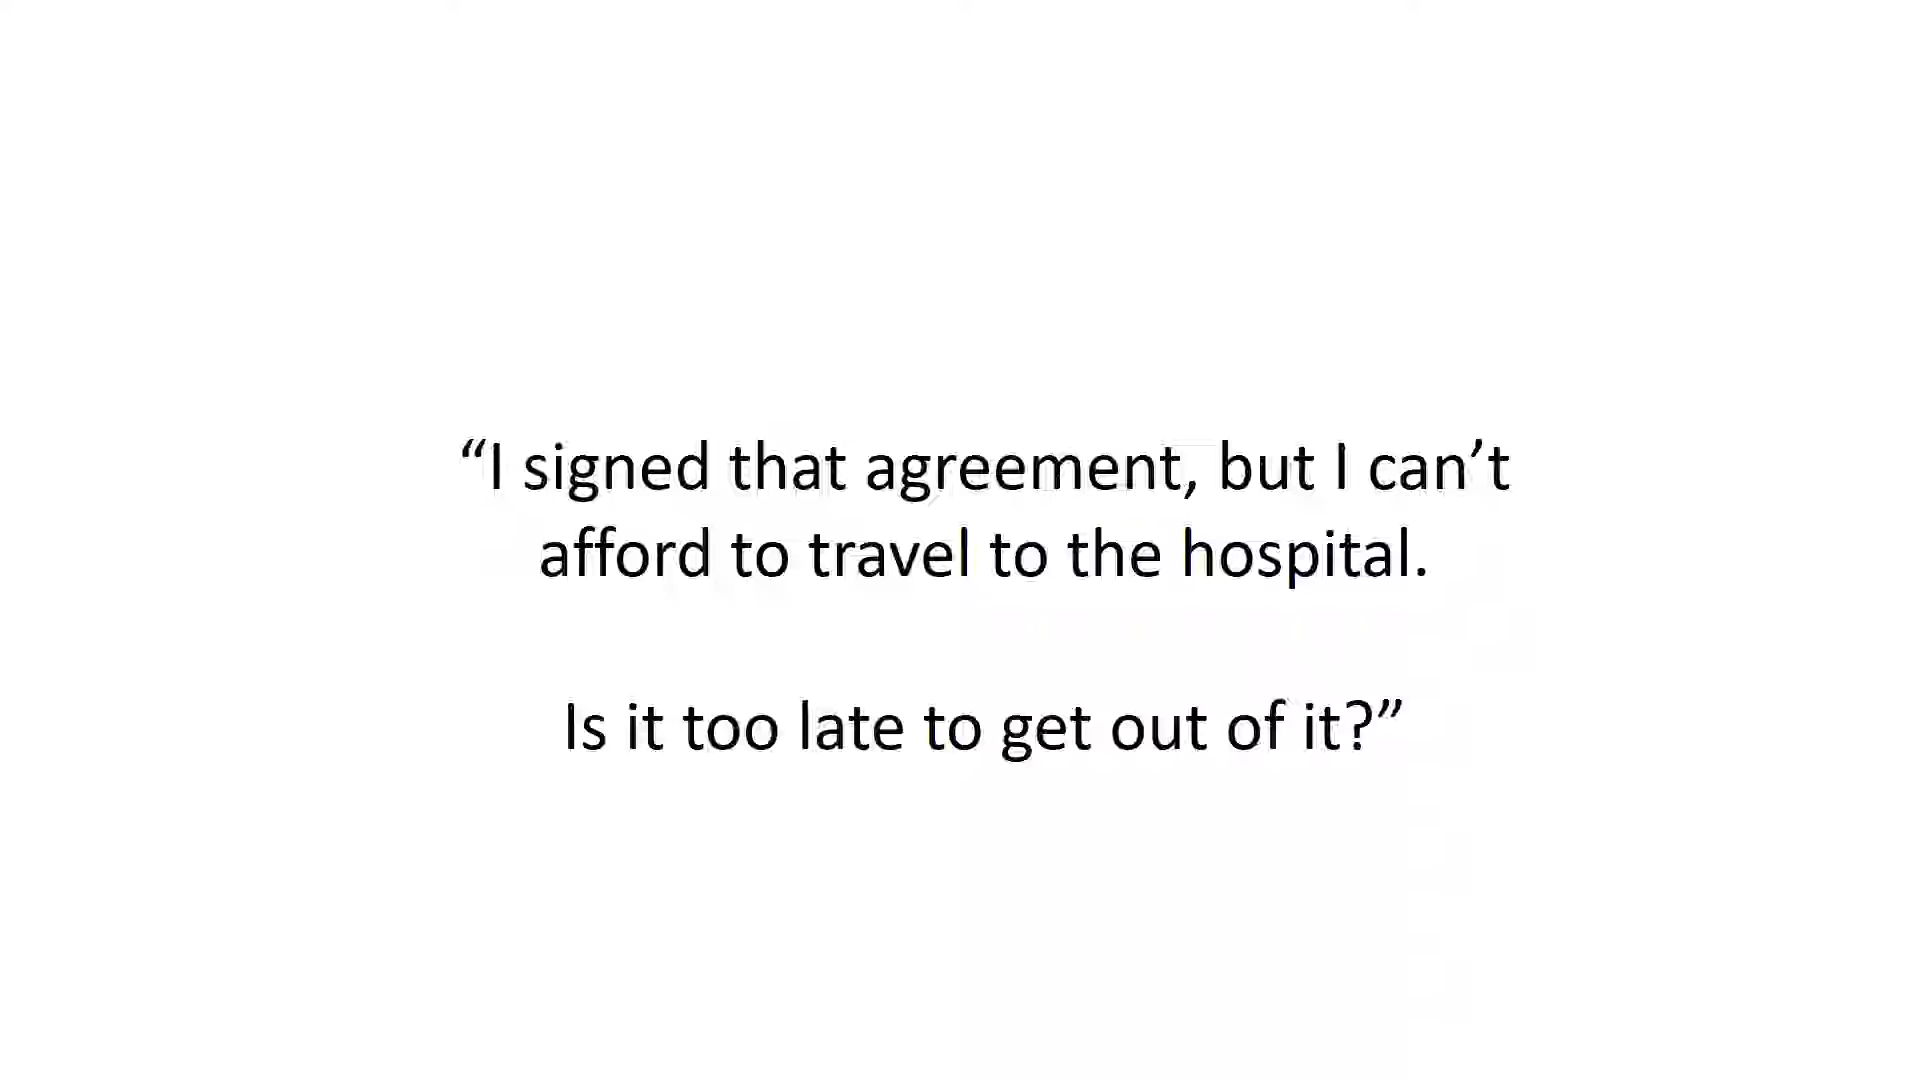 “I signed that agreement, but I can’t
afford to travel to the hospital.
Is it too late to get out of it?”